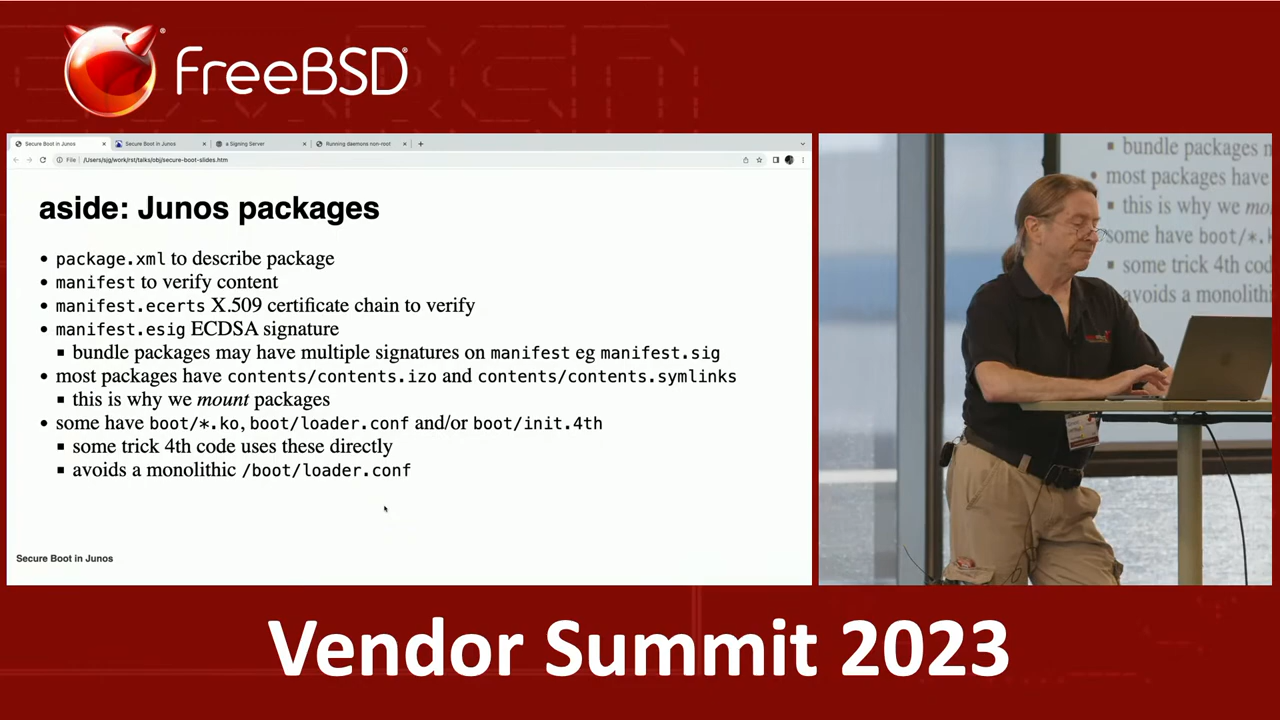 FreeBSD®
Secure Boot in Junos
Secure Boot in Junos
a Signing Server
Running daemons non-root
File /Users/sjg/work/rst/talks/obj/secure-boot-slides.htm
aside: Junos packages
• package.xml to describe package
• manifest to verify content
• manifest.ecerts X.509 certificate chain to verify
• manifest.esig ECDSA signature
▪ bundle packages may have multiple signatures on manifest eg manifest.sig
• most packages have contents/contents.izo and contents/contents.symlinks
▪ this is why we mount packages
• some have boot/*.ko, boot/loader.conf and/or boot/init.4th
▪ some trick 4th code uses these directly
▪ avoids a monolithic /boot/loader.conf
Secure Boot in Junos
▪ bundle packages
• most packages have
▪ this is why we
some have boot/*.
▪ some trick 4th
avoids a
Vendor Summit 2023